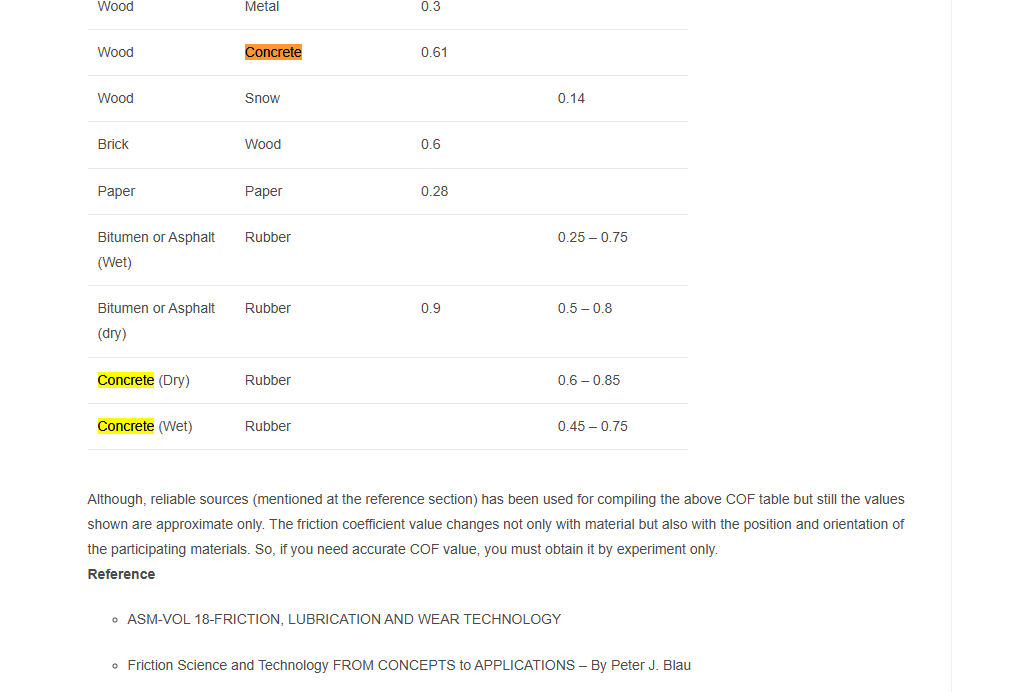 Wood Metal 0.3
Wood Concrete 0.61
Wood Snow 0.14
Brick Wood 0.6
Paper Paper 0.28
Bitumen or Asphalt Rubber 0.25 – 0.75
(Wet)
Bitumen or Asphalt Rubber 0.9 0.5 – 0.8
(dry)
Concrete (Dry) Rubber 0.6 – 0.85
Concrete (Wet) Rubber 0.45 – 0.75
Although, reliable sources (mentioned at the reference section) has been used for compiling the above COF table but still the values
shown are approximate only. The friction coefficient value changes not only with material but also with the position and orientation of
the participating materials. So, if you need accurate COF value, you must obtain it by experiment only.
Reference
ASM-VOL 18-FRICTION, LUBRICATION AND WEAR TECHNOLOGY
Friction Science and Technology FROM CONCEPTS to APPLICATIONS – By Peter J. Blau